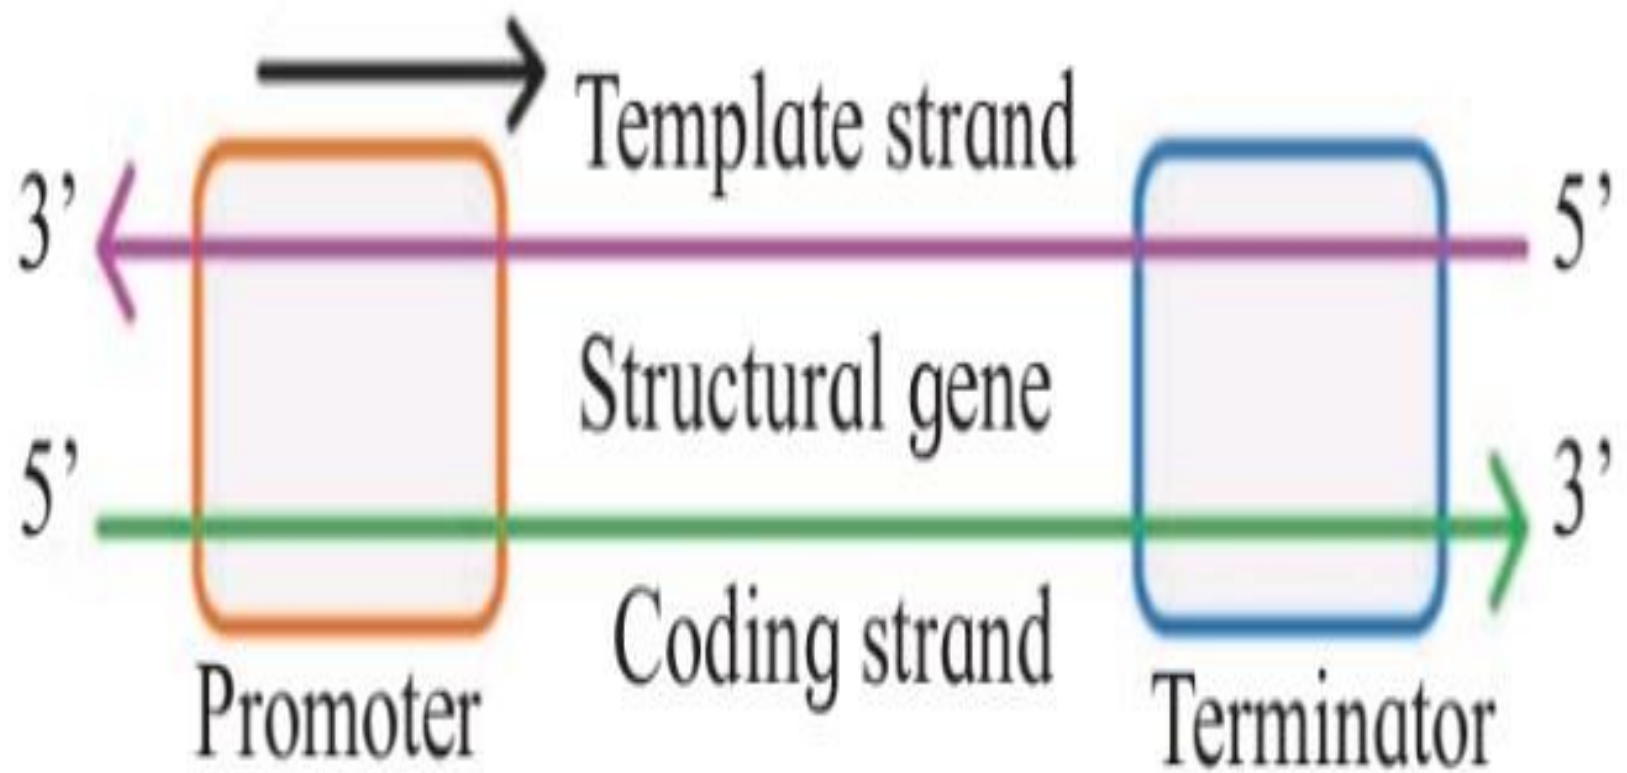 Template strand
3’ 5’
Structural gene
5’ 3’
Coding strand
Promoter Terminator